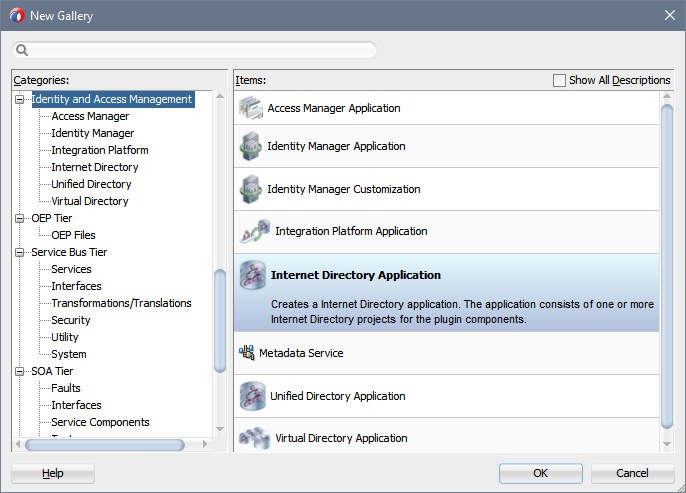 New Gallery
Categories:
Items:
Show All Descriptions
Identity and Access Management
Access Manager
Identity Manager
Integration Platform
Internet Directory
Unified Directory
Virtual Directory
OEP Tier
OEP Files
Service Bus Tier
Services
Interfaces
Transformations/Translations
Security
Utility
System
SOA Tier
Faults
Interfaces
Service Components
Access Manager Application
Identity Manager Application
Identity Manager Customization
Integration Platform Application
Internet Directory Application
Creates a Internet Directory application. The application consists of one or more
Internet Directory projects for the plugin components.
Metadata Service
Unified Directory Application
Virtual Directory Application
Help
OK
Cancel